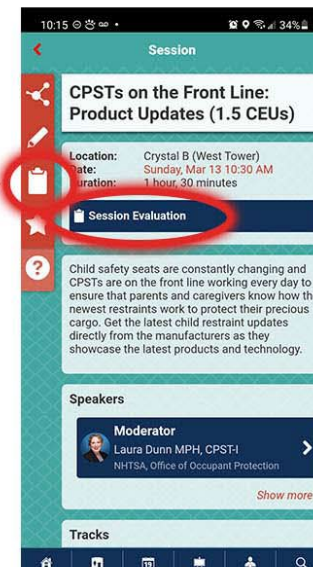 10:15
34%
Session
CPSTs on the Front Line:
Product Updates (1.5 CEUs)
Location: Crystal B (West Tower)
Date: Sunday, Mar 13 10:30 AM
Duration: 1 hour, 30 minutes
Session Evaluation
?
Child safety seats are constantly changing and
CPSTs are on the front line working every day to
ensure that parents and caregivers know how th
newest restraints work to protect their precious
cargo. Get the latest child restraint updates
directly from the manufacturers as they
showcase the latest products and technology.
Speakers
Moderator
Laura Dunn MPH, CPST-I
NHTSA, Office of Occupant Protection
Show more
Tracks